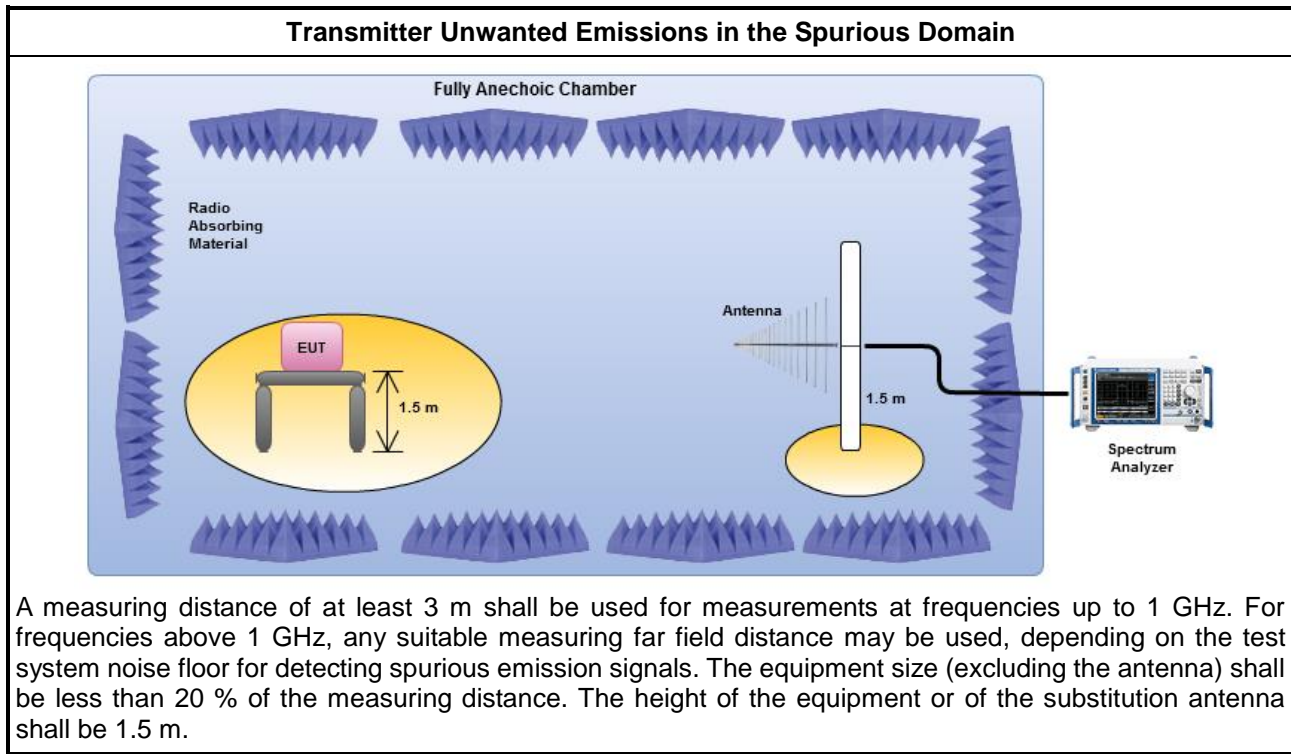 Transmitter Unwanted Emissions in the Spurious Domain
Fully Anechoic Chamber
Radio
Absorbing
Material
Antenna
EUT
1.5 m
1.5 m
Spectrum
Analyzer
A measuring distance of at least 3 m shall be used for measurements at frequencies up to 1 GHz. For
frequencies above 1 GHz, any suitable measuring far field distance may be used, depending on the test
system noise floor for detecting spurious emission signals. The equipment size (excluding the antenna) shall
be less than 20 % of the measuring distance. The height of the equipment or of the substitution antenna
shall be 1.5 m.